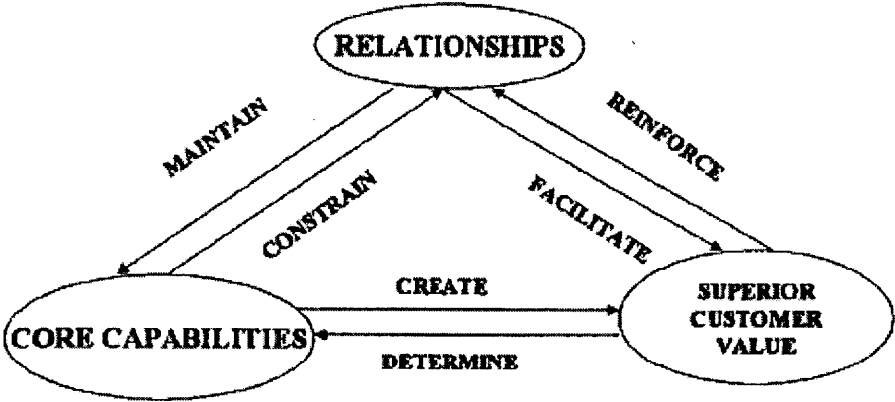 RELATIONSHIPS
MAINTAIN
REINFORCE
CONSTRAIN
FACILITATE
CREATE
SUPERIOR
CUSTOMER
VALUE
CORE CAPABILITIES
DETERMINE